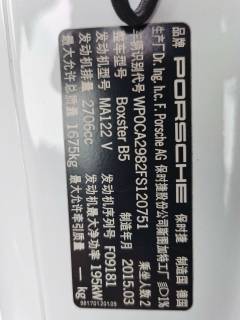 品牌 PORSCHE 保时捷 制造国 德国
生产厂 Dr. Ing. h.c. F. Porsche AG 保时捷股份公司斯图加特工厂
车辆识别代号 WP0CA2982FS120751
整车型号 Boxster B5 制造年月 2015.03 乘坐人数 2
发动机型号 MA122 V 发动机序列号 F09181
发动机排量 2706cc 发动机最大净功率 195kW
最大允许总质量 1675kg 最大允许牵引质量 — kg
98170120109